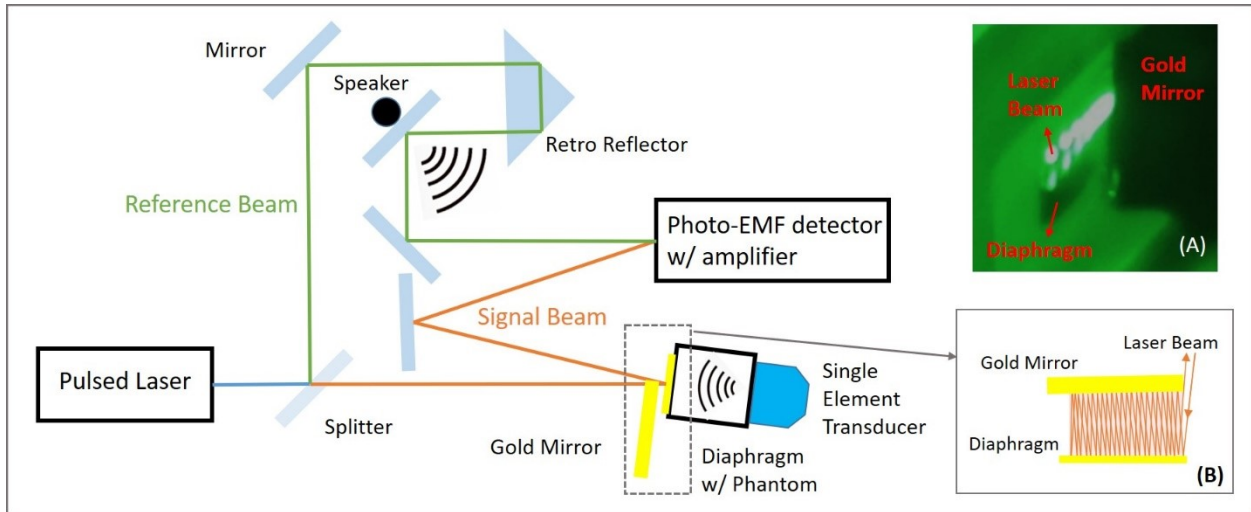 Mirror
Speaker
Retro Reflector
Reference Beam
Photo-EMF detector
w/ amplifier
Signal Beam
Pulsed Laser
Splitter
Gold Mirror
Diaphragm
w/ Phantom
Single
Element
Transducer
Laser
Beam
Gold
Mirror
Diaphragm
(A)
Laser Beam
Gold Mirror
Diaphragm
(B)